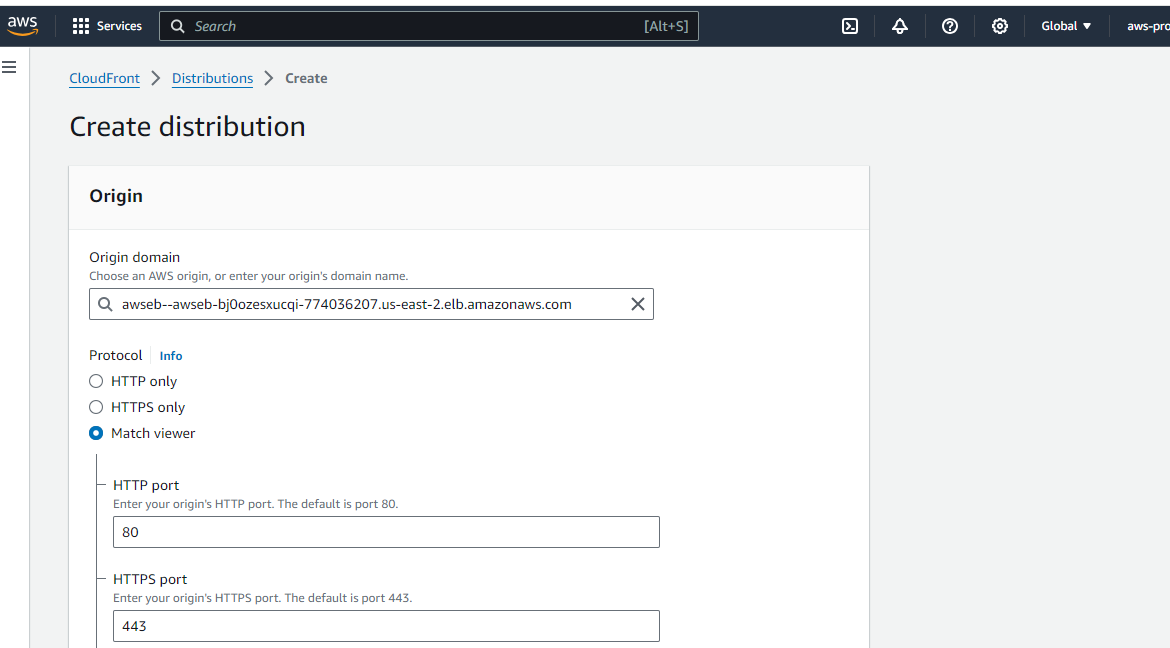 aws Services Search [Alt+S] Global aws-pro
CloudFront Distributions Create
Create distribution
Origin
Origin domain
Choose an AWS origin, or enter your origin's domain name.
awseb--awseb-bj0ozesxucqi-774036207.us-east-2.elb.amazonaws.com
Protocol Info
HTTP only
HTTPS only
Match viewer
HTTP port
Enter your origin's HTTP port. The default is port 80.
80
HTTPS port
Enter your origin's HTTPS port. The default is port 443.
443